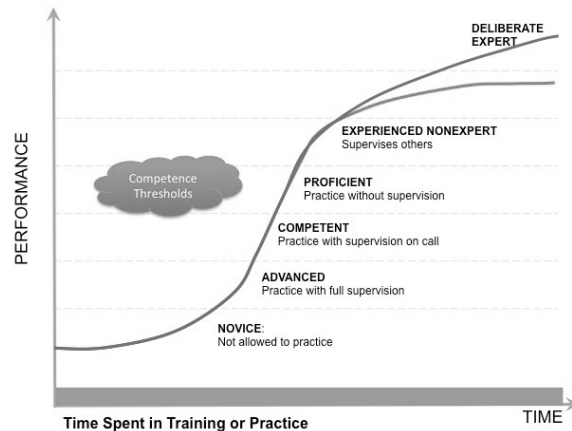 DELIBERATE
EXPERT
EXPERIENCED NONEXPERT
Supervises others
Competence
Thresholds
PROFICIENT
Practice without supervision
COMPETENT
Practice with supervision on call
ADVANCED
Practice with full supervision
NOVICE:
Not allowed to practice
PERFORMANCE
TIME
Time Spent in Training or Practice